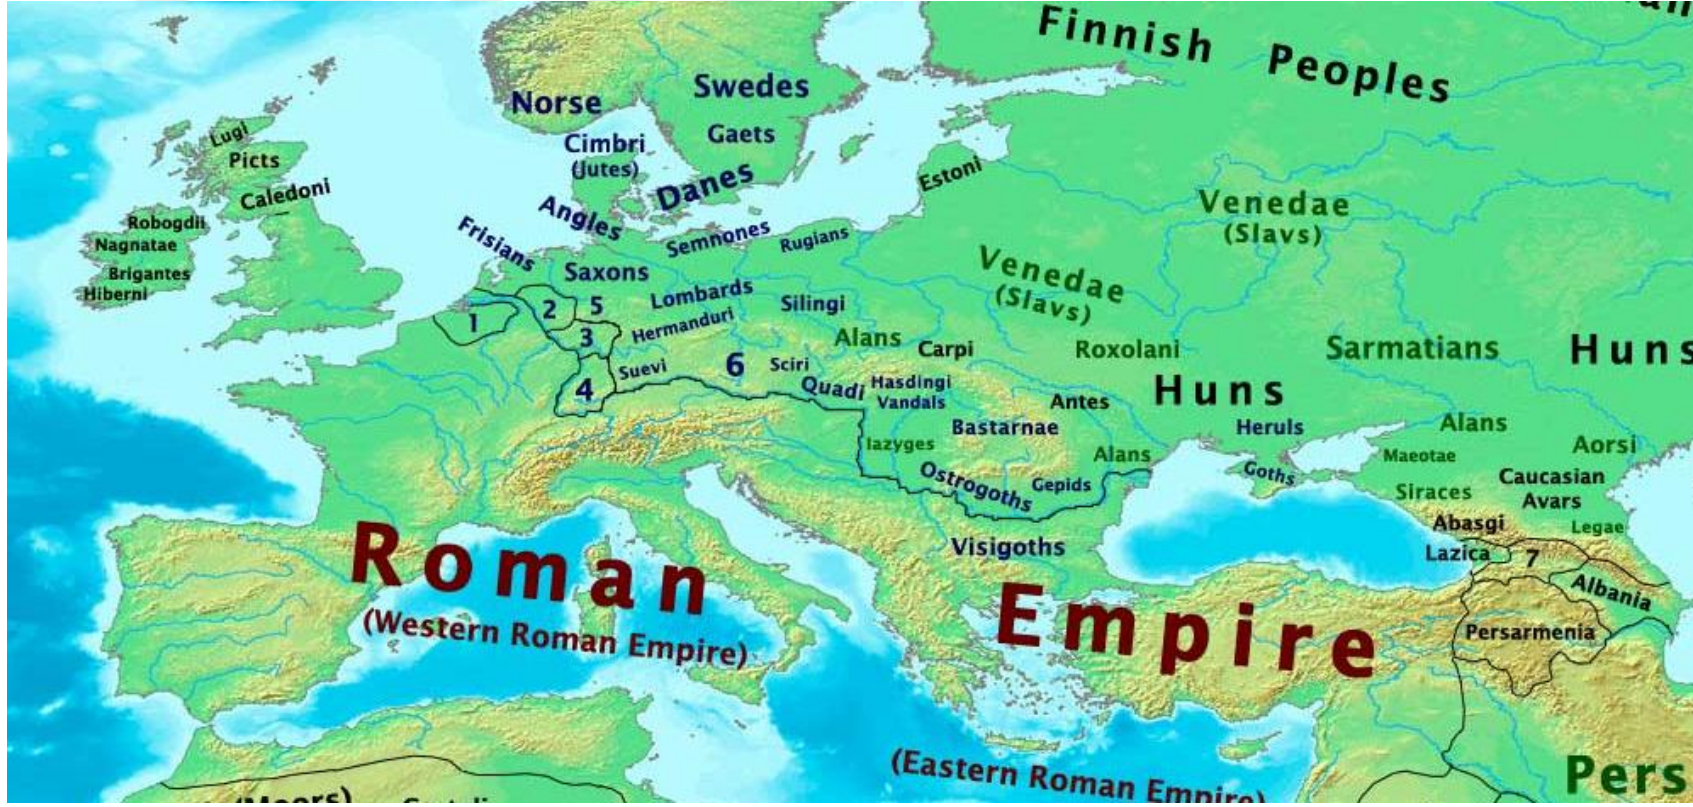 Finnish Peoples
Swedes
Norse
Gaets
Cimbri
(Jutes)
Danes
Angles
Lugi
Picts
Caledoni
Robogdii
Nagnatae
Brigantes
Hiberni
Estoni
Venedae
(Slavs)
Frisians
Semnones
Rugians
Saxons
Venedae
(Slavs)
Lombards
Silingi
1
2
5
3
Hermanduri
Alans
Carpi
Roxolani
Sarmatians
Huns
4
Suevi
6
Sciri
Quadi
Hasdingi
Vandals
Antes
Huns
Bastarnae
Heruls
Alans
Iazyges
Alans
Maeotae
Aorsi
Ostrogoths
Gepids
Goths
Siraces
Caucasian
Avars
Abasgi
Legae
Visigoths
Lazica
7
Albania
Roman
(Western Roman Empire)
Empire
Persarmenia
(Eastern Roman Empire)
Pers
(Moors)